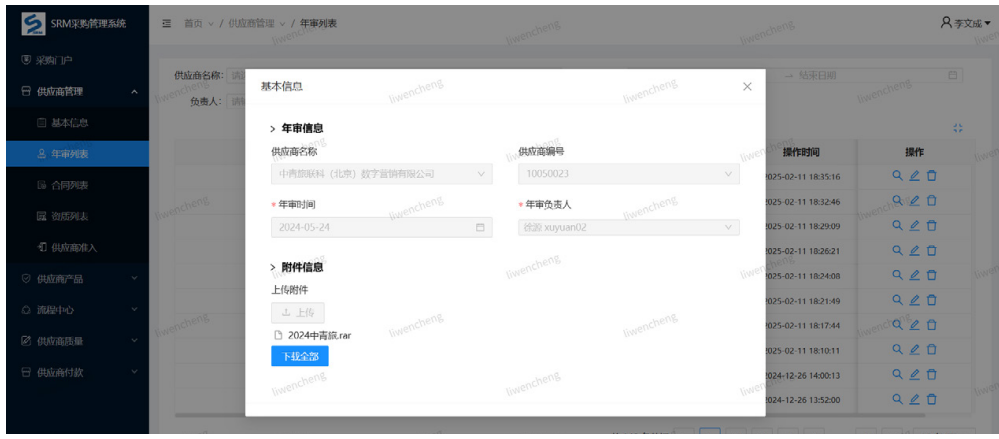 SRM采购管理系统
首页 / 供应商管理 / 年审列表
李文成
采购门户
供应商管理
基本信息
年审列表
合同列表
资质列表
供应商准入
供应商产品
流程中心
供应商质量
供应商付款
供应商名称:
→ 结束日期
负责人:
基本信息
> 年审信息
供应商名称
供应商编号
中青旅联科（北京）数字营销有限公司
10050023
* 年审时间
* 年审负责人
2024-05-24
徐源 xuyuan02
> 附件信息
上传附件
上传
2024中青旅.rar
下载全部
操作时间 操作
2025-02-11 18:35:16
2025-02-11 18:32:46
2025-02-11 18:29:09
2025-02-11 18:26:21
2025-02-11 18:24:08
2025-02-11 18:21:49
2025-02-11 18:17:44
2025-02-11 18:10:11
2024-12-26 14:00:13
2024-12-26 13:52:00
liwencheng